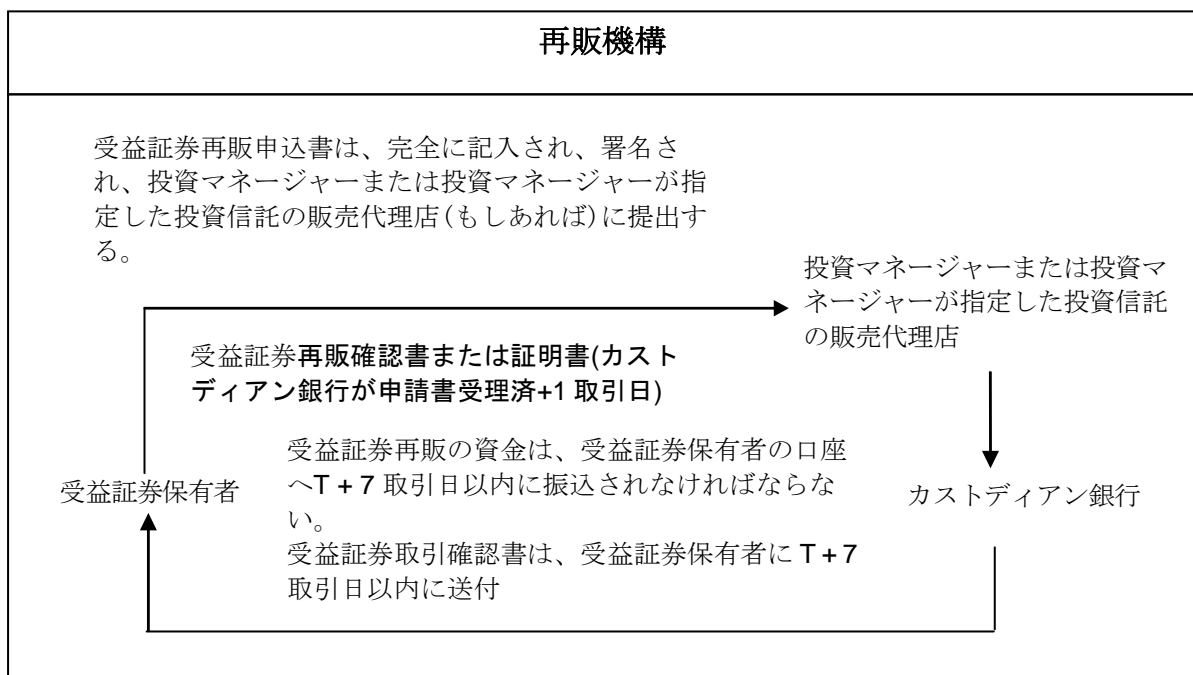 再販機構
受益証券再販申込書は、完全に記入され、署名さ
れ、投資マネージャーまたは投資マネージャーが指
定した投資信託の販売代理店(もしあれば)に提出す
る。
投資マネージャーまたは投資マ
ネージャーが指定した投資信託
の販売代理店
受益証券再販確認書または証明書(カスト
ディアン銀行が申請書受理済+1 取引日)
受益証券再販の資金は、受益証券保有者の口座
へT+7 取引日以内に振込されなければならな
い。
受益証券保有者
カストディアン銀行
受益証券取引確認書は、受益証券保有者に T+7
取引日以内に送付